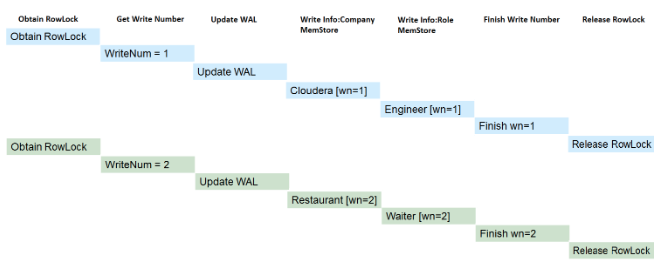 Obtain RowLock Get Write Number Update WAL Write Info:Company Write Info:Role Finish Write Number Release RowLock
MemStore MemStore
Obtain RowLock
WriteNum = 1
Update WAL
Cloudera [wn=1]
Engineer [wn=1]
Finish wn=1
Release RowLock
Obtain RowLock
WriteNum = 2
Update WAL
Restaurant [wn=2]
Waiter [wn=2]
Finish wn=2
Release RowLock